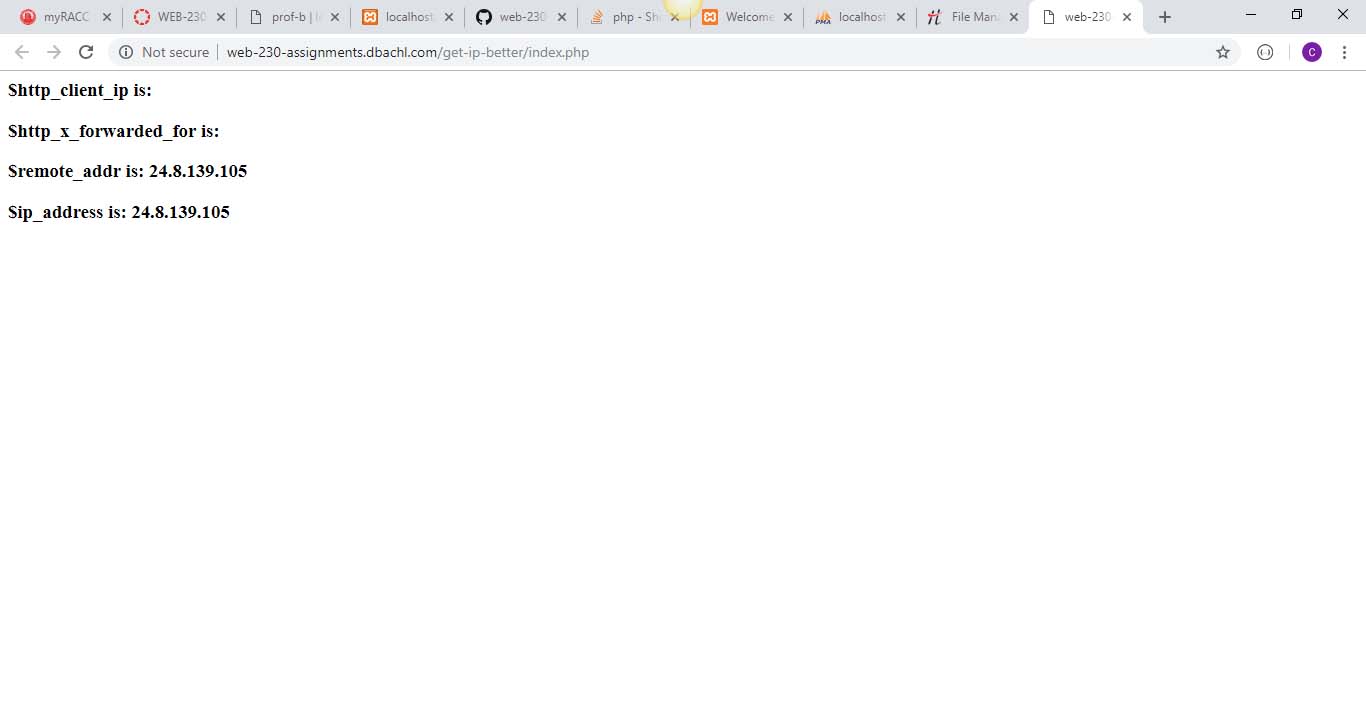 myRACC
WEB-230
prof-b | l
localhost
web-230
php - Sh
Welcome
localhost
File Mana
web-230
Not secure
web-230-assignments.dbachl.com/get-ip-better/index.php
C
$http_client_ip is:
$http_x_forwarded_for is:
$remote_addr is: 24.8.139.105
$ip_address is: 24.8.139.105